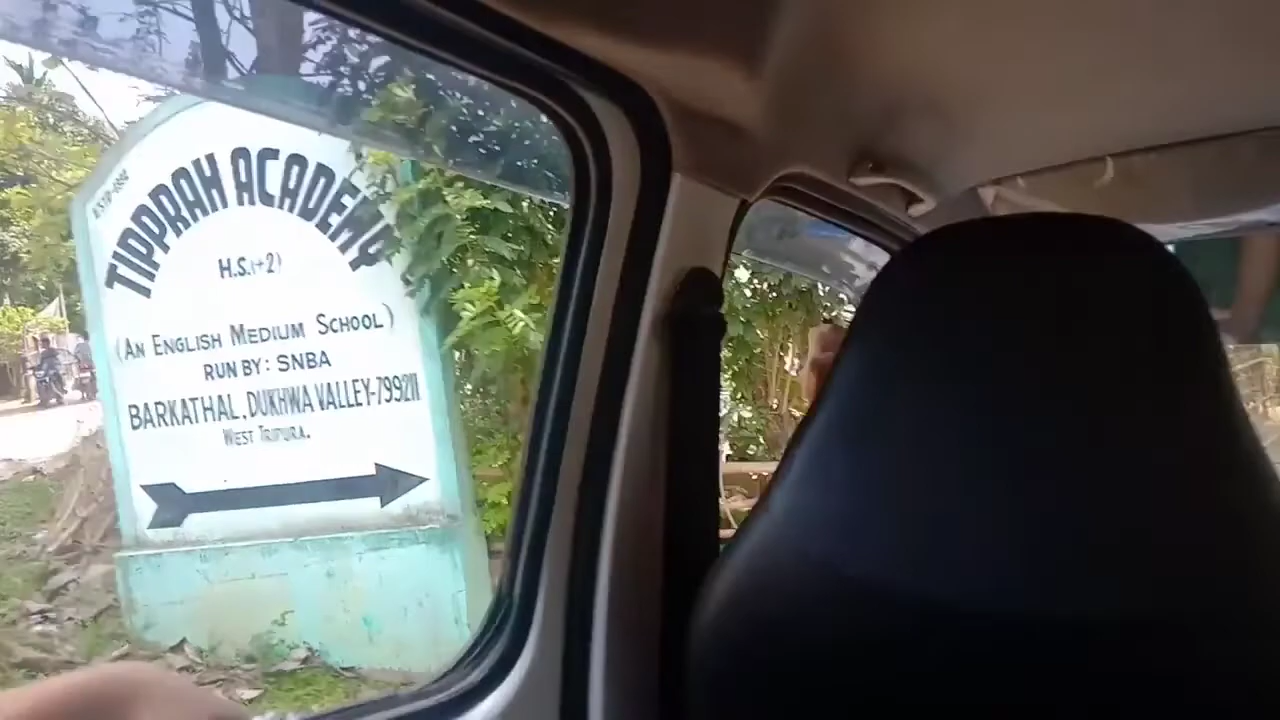 TIPPRAH ACADEMY
H.S.(+2)
(AN ENGLISH MEDIUM SCHOOL)
RUN BY: SNBA
BARKATHAL, DUKHWA VALLEY-799211
WEST TRIPURA.